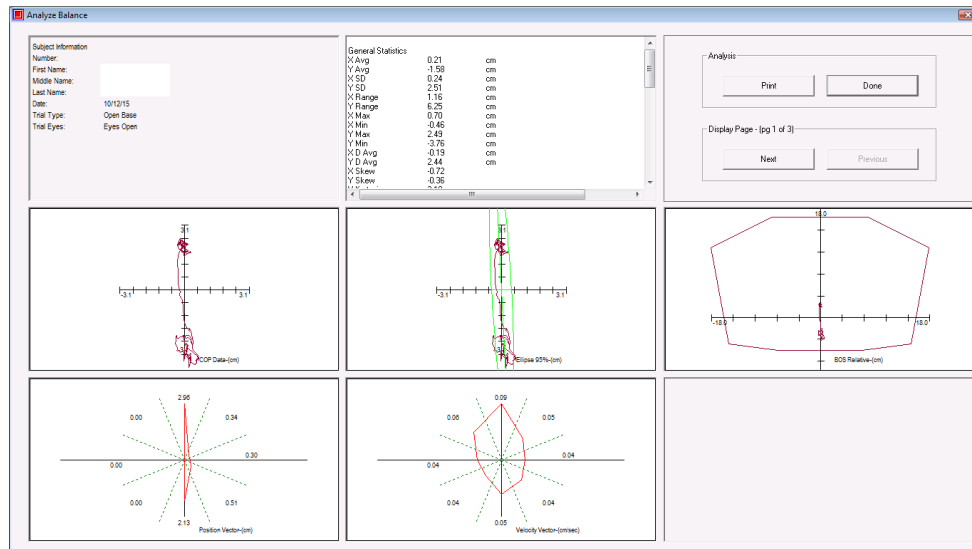 Analyze Balance
Subject Information
Number:
First Name:
Middle Name:
Last Name:
Date: 10/12/15
Trial Type: Open Base
Trial Eyes: Eyes Open
General Statistics
X Avg 0.21 cm
Y Avg -1.58 cm
X SD 0.24 cm
Y SD 2.51 cm
X Range 1.16 cm
Y Range 6.25 cm
X Max 0.70 cm
X Min -0.46 cm
Y Max 2.49 cm
Y Min -3.76 cm
X D Avg -0.19 cm
Y D Avg 2.44 cm
X Skew -0.72
Y Skew -0.36
Analysis
Print Done
Display Page - (pg 1 of 3)
Next Previous
3.1
-3.1 3.1
COP Data-(cm)
3.1
-3.1 3.1
Ellipse 95%-(cm)
18.0
-18.0 18.0
BOS Relative-(cm)
2.96
0.00 0.34
0.00 0.30
0.00 0.51
2.13
Position Vector-(cm)
0.09
0.06 0.05
0.04 0.04
0.04 0.04
0.05
Velocity Vector-(cm/sec)